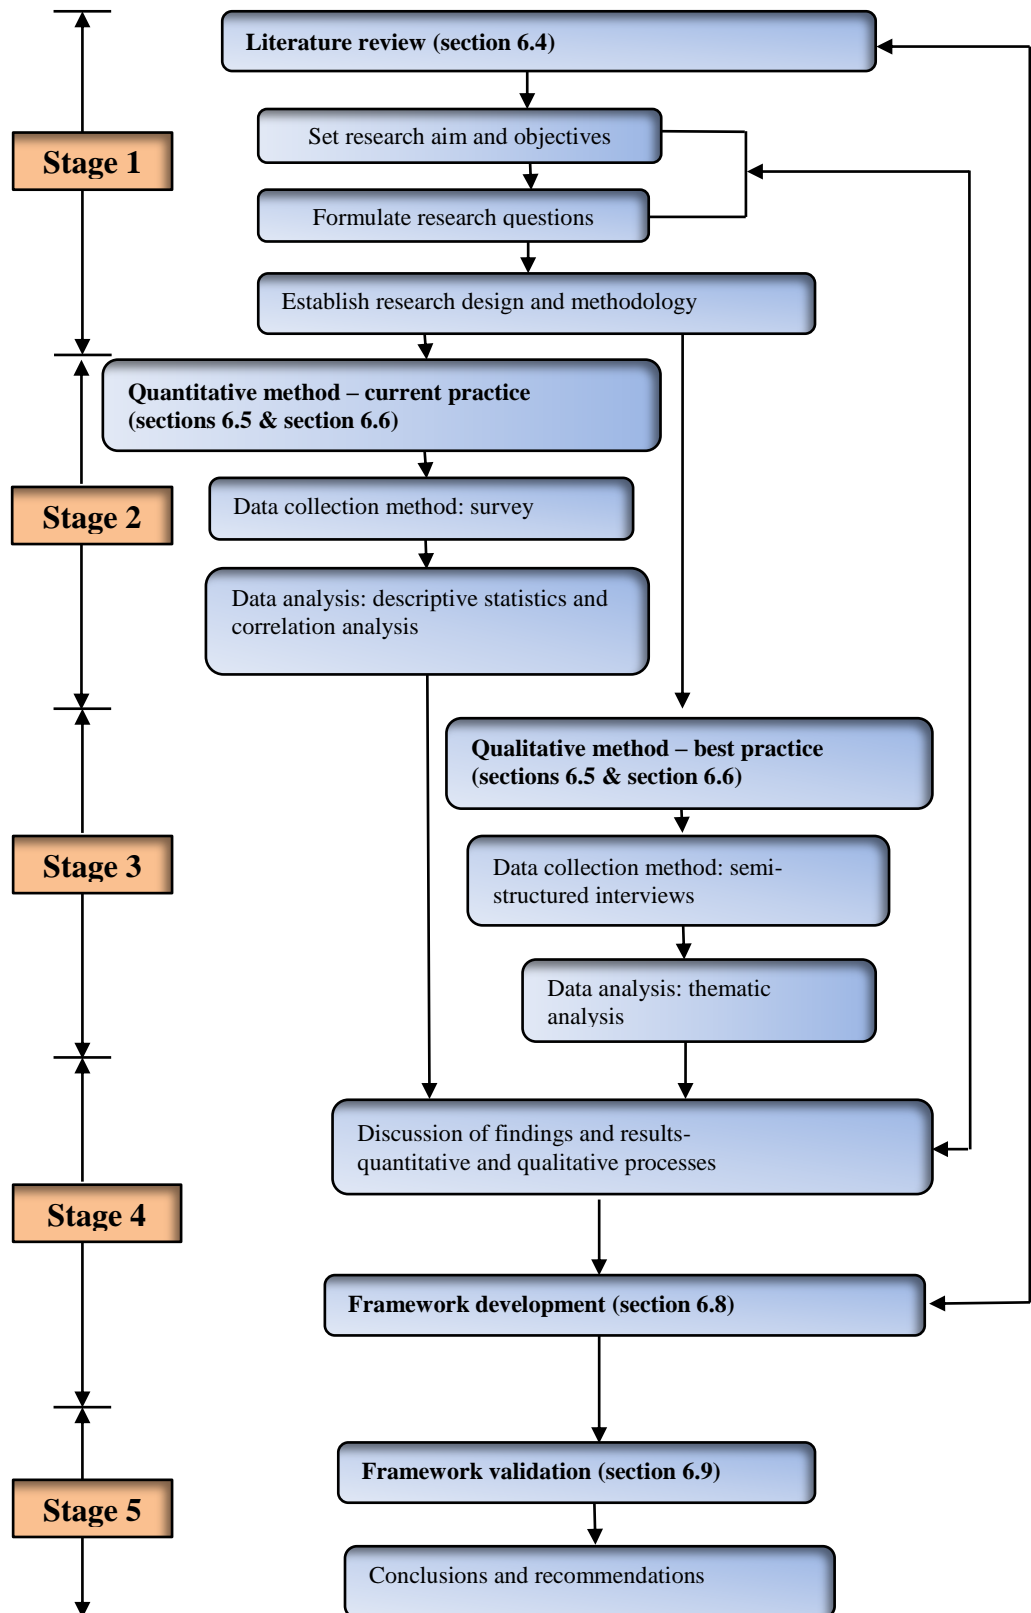 Literature review (section 6.4)
Set research aim and objectives
Stage 1
Formulate research questions
Establish research design and methodology
Quantitative method – current practice
(sections 6.5 & section 6.6)
Stage 2
Data collection method: survey
Data analysis: descriptive statistics and
correlation analysis
Qualitative method – best practice
(sections 6.5 & section 6.6)
Stage 3
Data collection method: semi-
structured interviews
Data analysis: thematic
analysis
Discussion of findings and results-
quantitative and qualitative processes
Stage 4
Framework development (section 6.8)
Framework validation (section 6.9)
Stage 5
Conclusions and recommendations